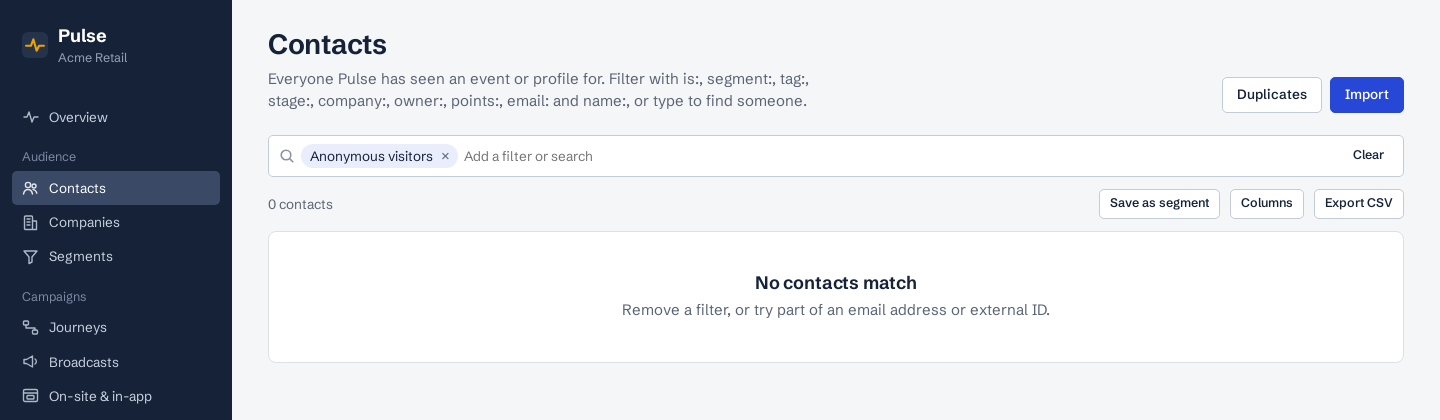 Pulse
Acme Retail
Overview
Audience
Contacts
Companies
Segments
Campaigns
Journeys
Broadcasts
On-site & in-app
Contacts
Everyone Pulse has seen an event or profile for. Filter with is:, segment:, tag:,
stage:, company:, owner:, points:, email: and name:, or type to find someone.
Duplicates
Import
Anonymous visitors × Add a filter or search
Clear
0 contacts
Save as segment
Columns
Export CSV
No contacts match
Remove a filter, or try part of an email address or external ID.